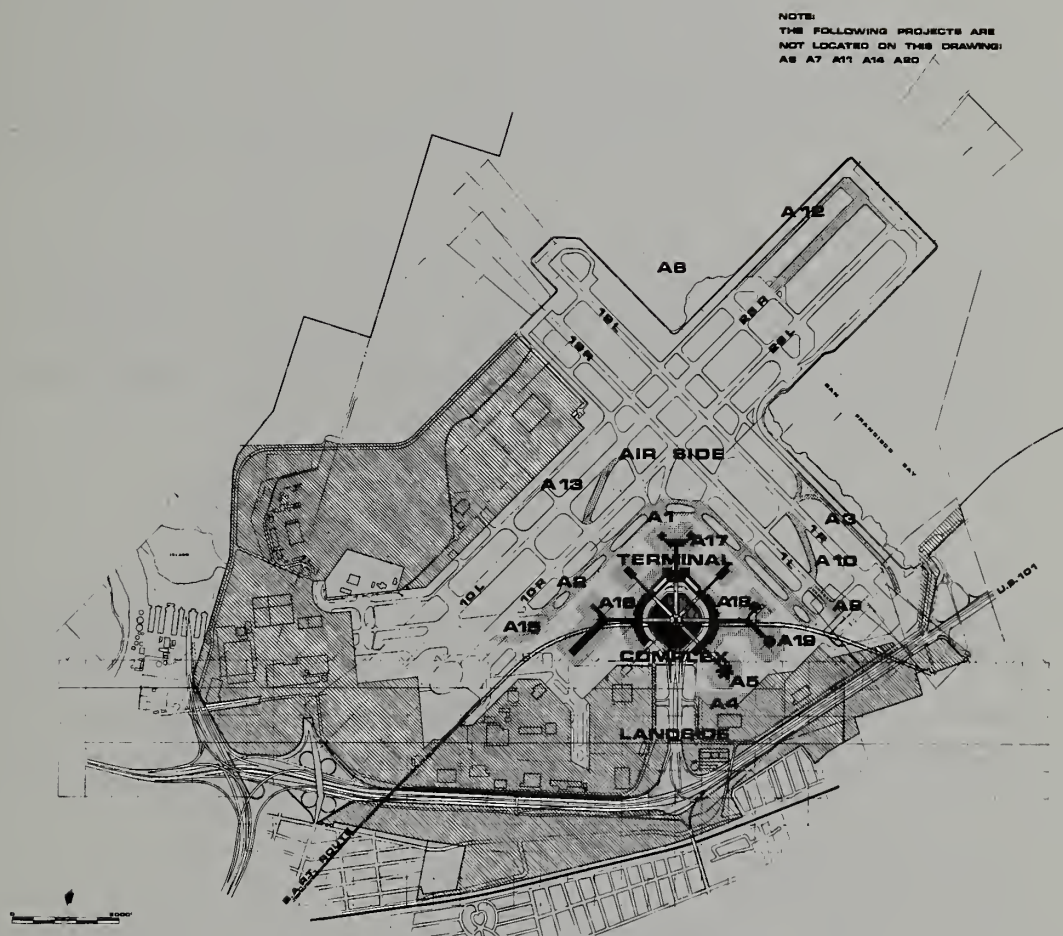 NOTE:
THE FOLLOWING PROJECTS ARE
NOT LOCATED ON THIS DRAWING:
A8 A7 A11 A14 A20
A12
A6
19L
19R
28R
28L
SAN FRANCISCO BAY
AIR SIDE
A13
A1
A3
1R
A17
A10
TERMINAL
1L
A2
10L
10R
A16
A18
A9
U.S. 101
A15
A19
COMPLEX
A5
A4
LANDSIDE
B.A.R.T. ROUTE
0
2000'